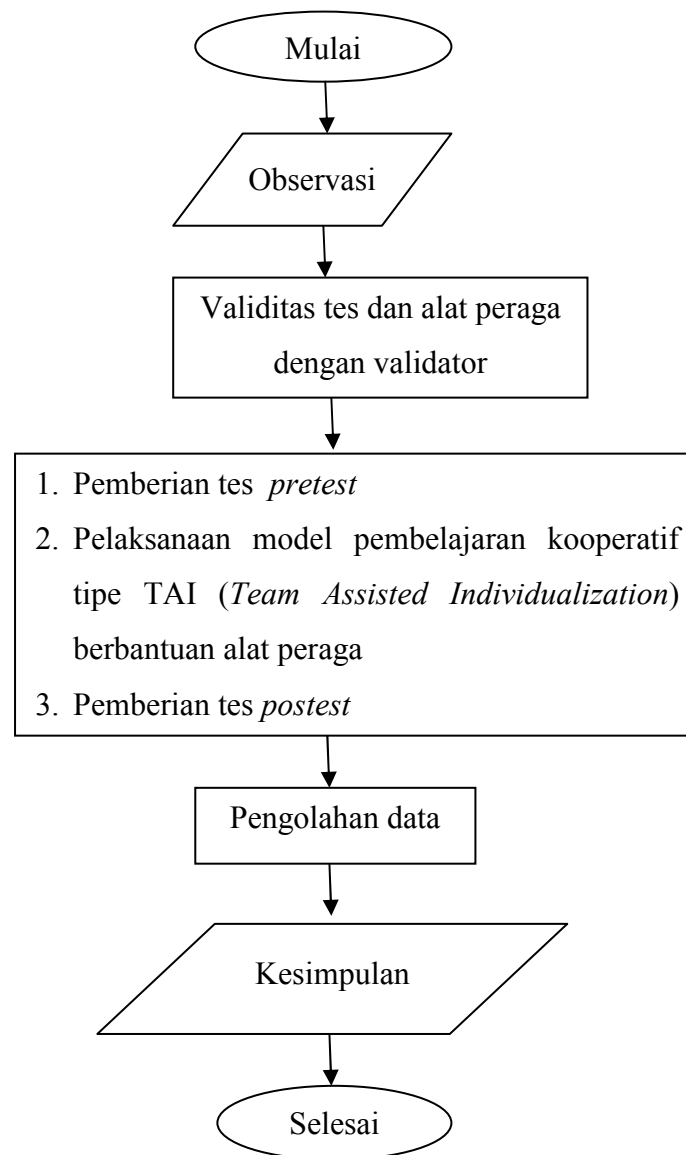 Mulai
Observasi
Validitas tes dan alat peraga
dengan validator
1. Pemberian tes pretest
2. Pelaksanaan model pembelajaran kooperatif
tipe TAI (Team Assisted Individualization)
berbantuan alat peraga
3. Pemberian tes postest
Pengolahan data
Kesimpulan
Selesai